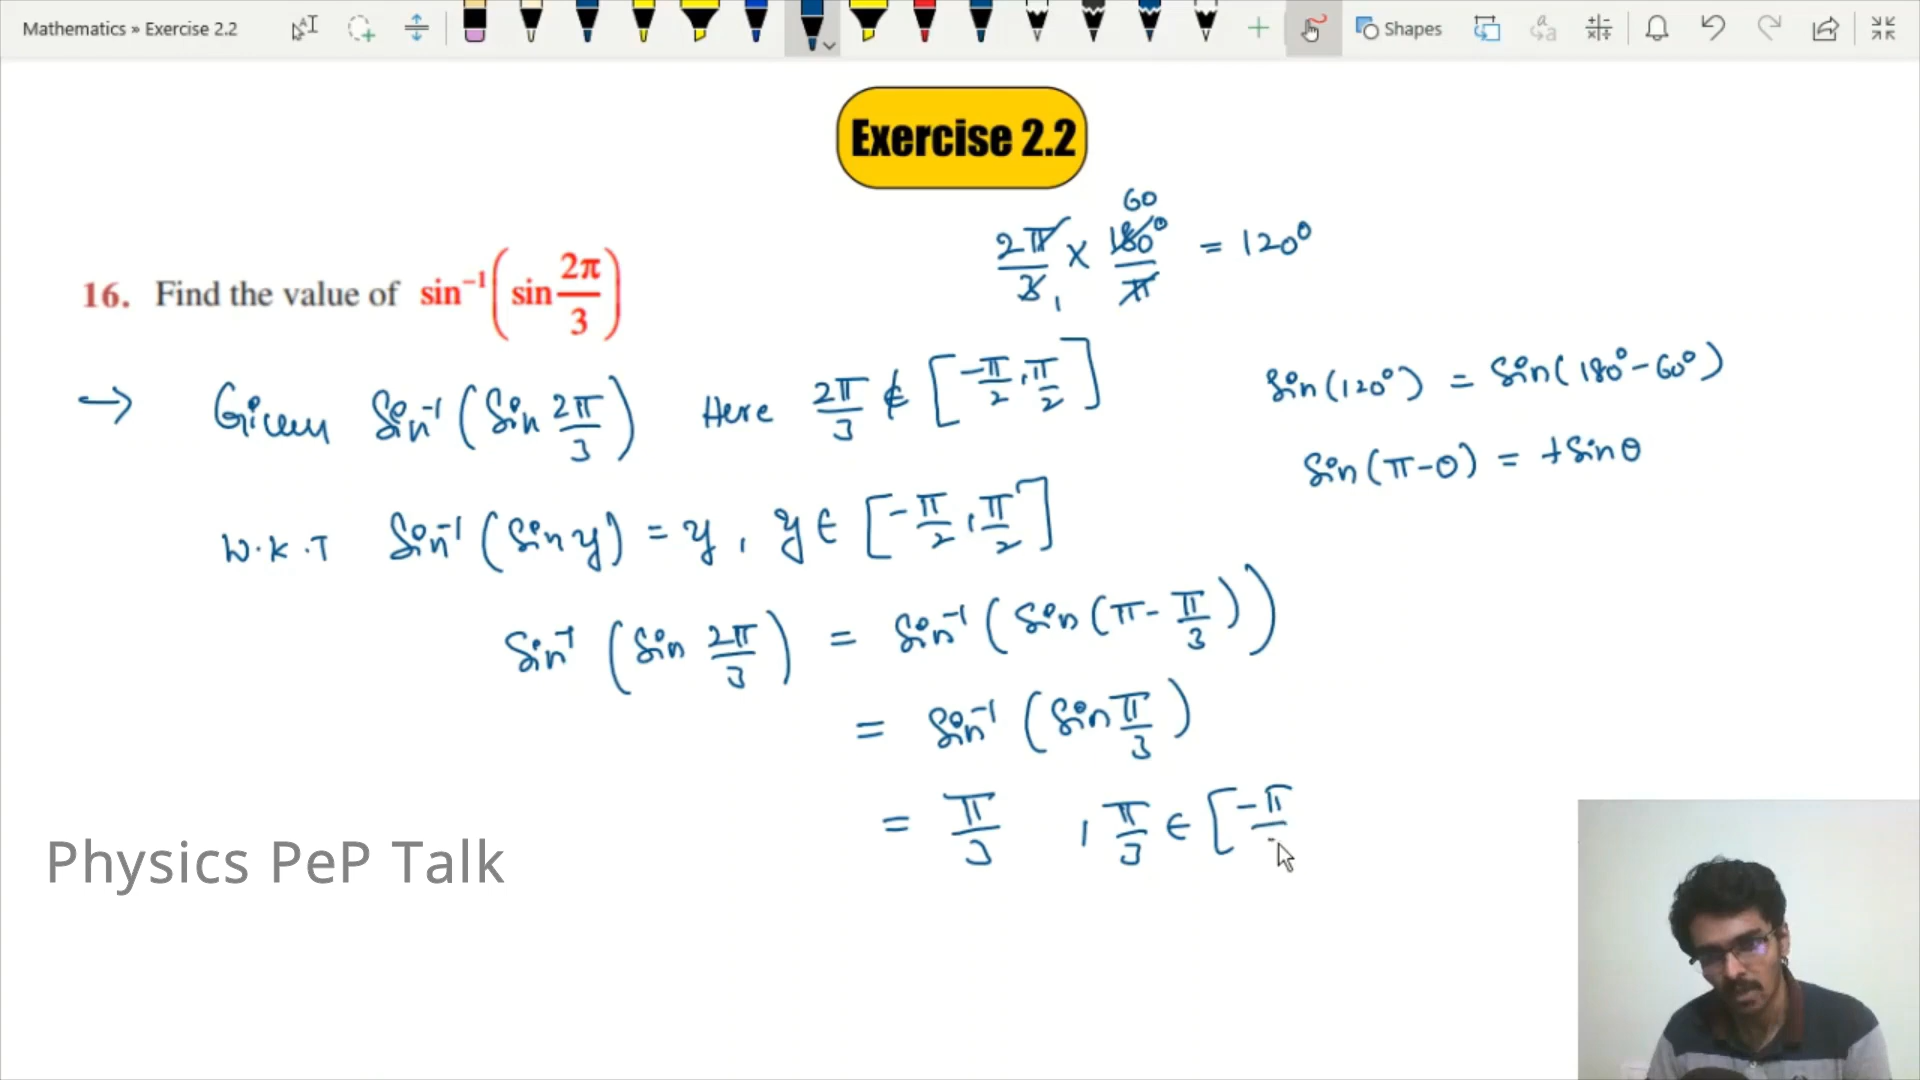 Mathematics » Exercise 2.2
Shapes
Exercise 2.2
2π/3 × 180°/π = 120°
60
1
16. Find the value of sin⁻¹(sin 2π/3)
→ Given Sin⁻¹(Sin 2π/3) Here 2π/3 ∉ [-π/2, π/2]
Sin(120°) = Sin(180°-60°)
Sin(π-θ) = +Sinθ
W.K.T Sin⁻¹(Sin y) = y, y ∈ [-π/2, π/2]
Sin⁻¹(Sin 2π/3) = Sin⁻¹(Sin(π-π/3))
= Sin⁻¹(Sin π/3)
= π/3 , π/3 ∈ [-π
Physics PeP Talk